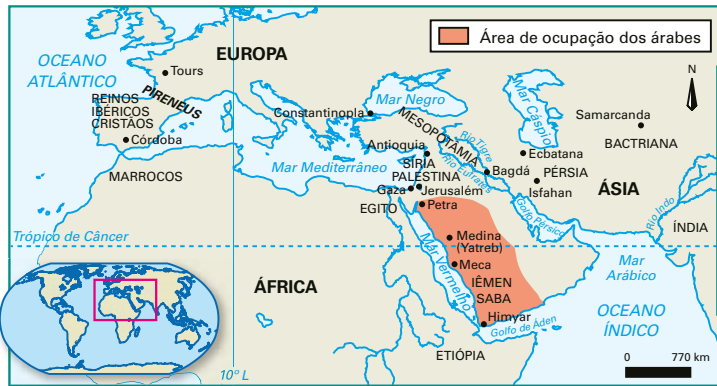 Área de ocupação dos árabes
N
OCEANO
ATLÂNTICO
EUROPA
Tours
PIRENEUS
REINOS
IBÉRICOS
CRISTÃOS
Córdoba
MARROCOS
Constantinopla
Mar Negro
Mar Cáspio
Samarcanda
BACTRIANA
MESOPOTÂMIA
Rio Tigre
Rio Eufrates
Antioquia
SÍRIA
PALESTINA
Mar Mediterrâneo
Ecbatana
Bagdá
PÉRSIA
Isfahan
ÁSIA
Gaza
Jerusalém
Petra
EGITO
Golfo Pérsico
Rio Indo
ÍNDIA
Trópico de Câncer
Medina
(Yatreb)
Meca
Mar Vermelho
IÊMEN
SABA
Himyar
Golfo de Áden
Mar
Arábico
ÁFRICA
OCEANO
ÍNDICO
ETIÓPIA
10º L
0 770 km